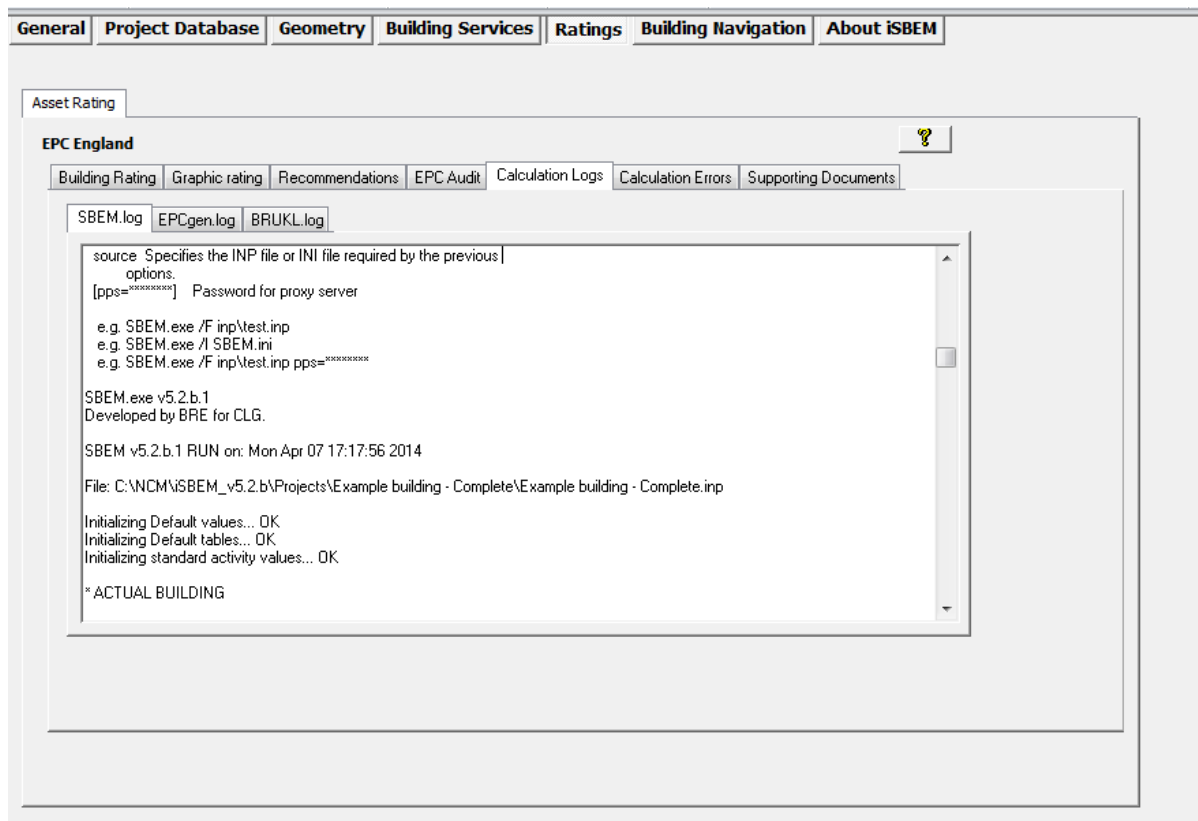 General Project Database Geometry Building Services Ratings Building Navigation About iSBEM
Asset Rating
EPC England
?
Building Rating Graphic rating Recommendations EPC Audit Calculation Logs Calculation Errors Supporting Documents
SBEM.log EPCgen.log BRUKL.log
source Specifies the INP file or INI file required by the previous
options.
[pps=********] Password for proxy server
e.g. SBEM.exe /F inp\test.inp
e.g. SBEM.exe /I SBEM.ini
e.g. SBEM.exe /F inp\test.inp pps=********
SBEM.exe v5.2.b.1
Developed by BRE for CLG.
SBEM v5.2.b.1 RUN on: Mon Apr 07 17:17:56 2014
File: C:\NCM\iSBEM_v5.2.b\Projects\Example building - Complete\Example building - Complete.inp
Initializing Default values... OK
Initializing Default tables... OK
Initializing standard activity values... OK
* ACTUAL BUILDING